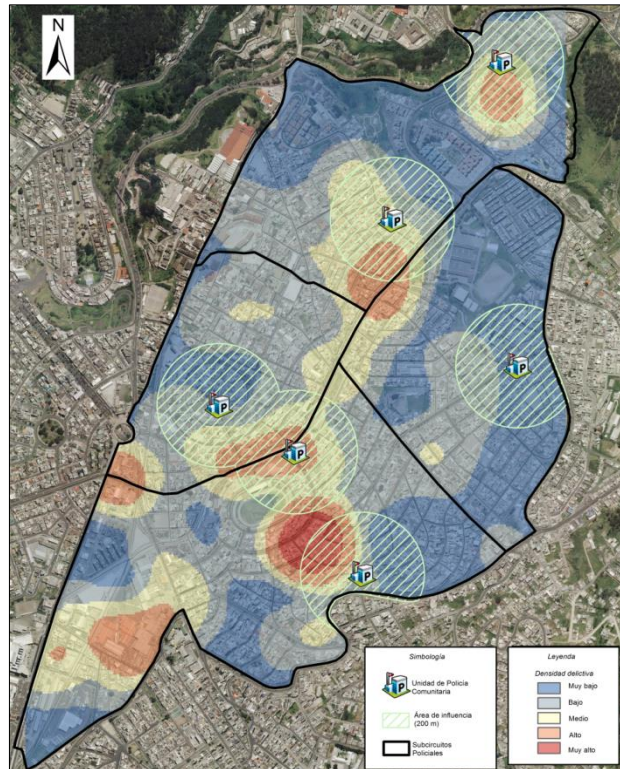 N
P
P
P
P
P
P
Simbología
P
Unidad de Policía
Comunitaria
Área de influencia
(200 m)
Subcircuitos
Policiales
Leyenda
Densidad delictiva
Muy bajo
Bajo
Medio
Alto
Muy alto